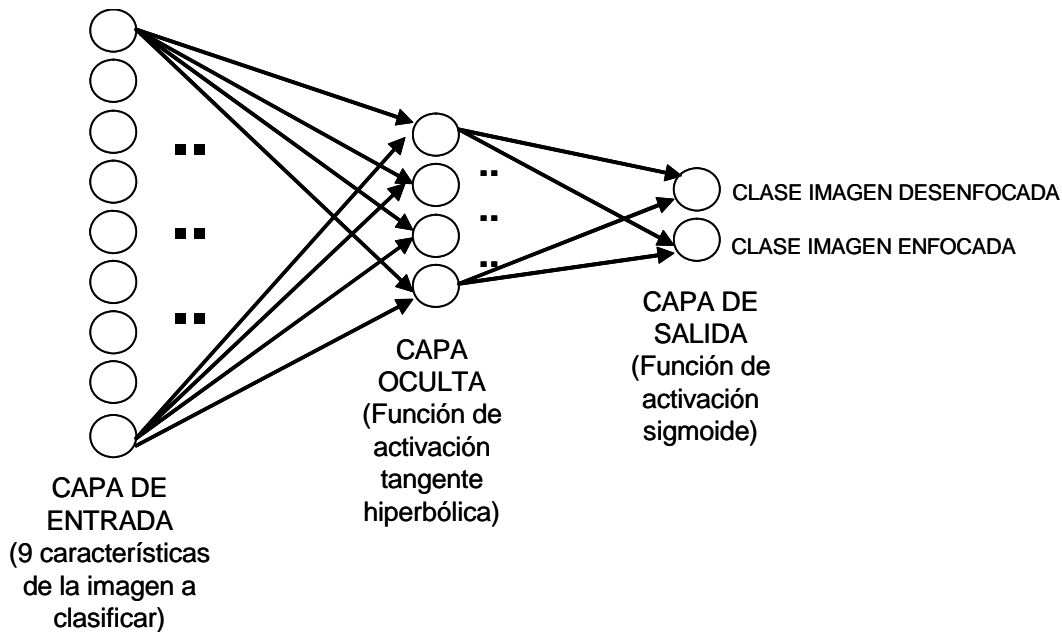 CLASE IMAGEN DESENFOCADA
CLASE IMAGEN ENFOCADA
CAPA DE
ENTRADA
(9 características
de la imagen a
clasificar)
CAPA
OCULTA
(Función de
activación
tangente
hiperbólica)
CAPA DE
SALIDA
(Función de
activación
sigmoide)